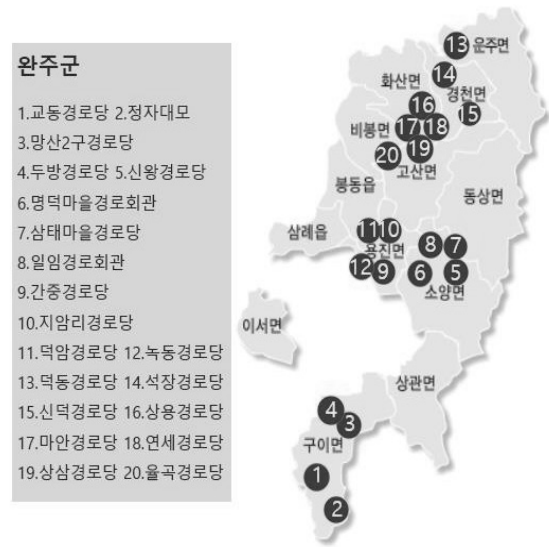 완주군
1.교동경로당 2.정자대모
3.망산2구경로당
4.두방경로당 5.신왕경로당
6.명덕마을경로회관
7.삼태마을경로당
8.일임경로회관
9.간중경로당
10.지암리경로당
11.덕암경로당 12.녹동경로당
13.덕동경로당 14.석장경로당
15.신덕경로당 16.상용경로당
17.마안경로당 18.연세경로당
19.상삼경로당 20.율곡경로당
13 운주면
14
화산면
경천면
16
15
비봉면 17 18
20 19
고산면
봉동읍
동상면
삼례읍 11 10
용진면
8 7
12 9 6 5
소양면
이서면
상관면
4
3
구이면
1
2